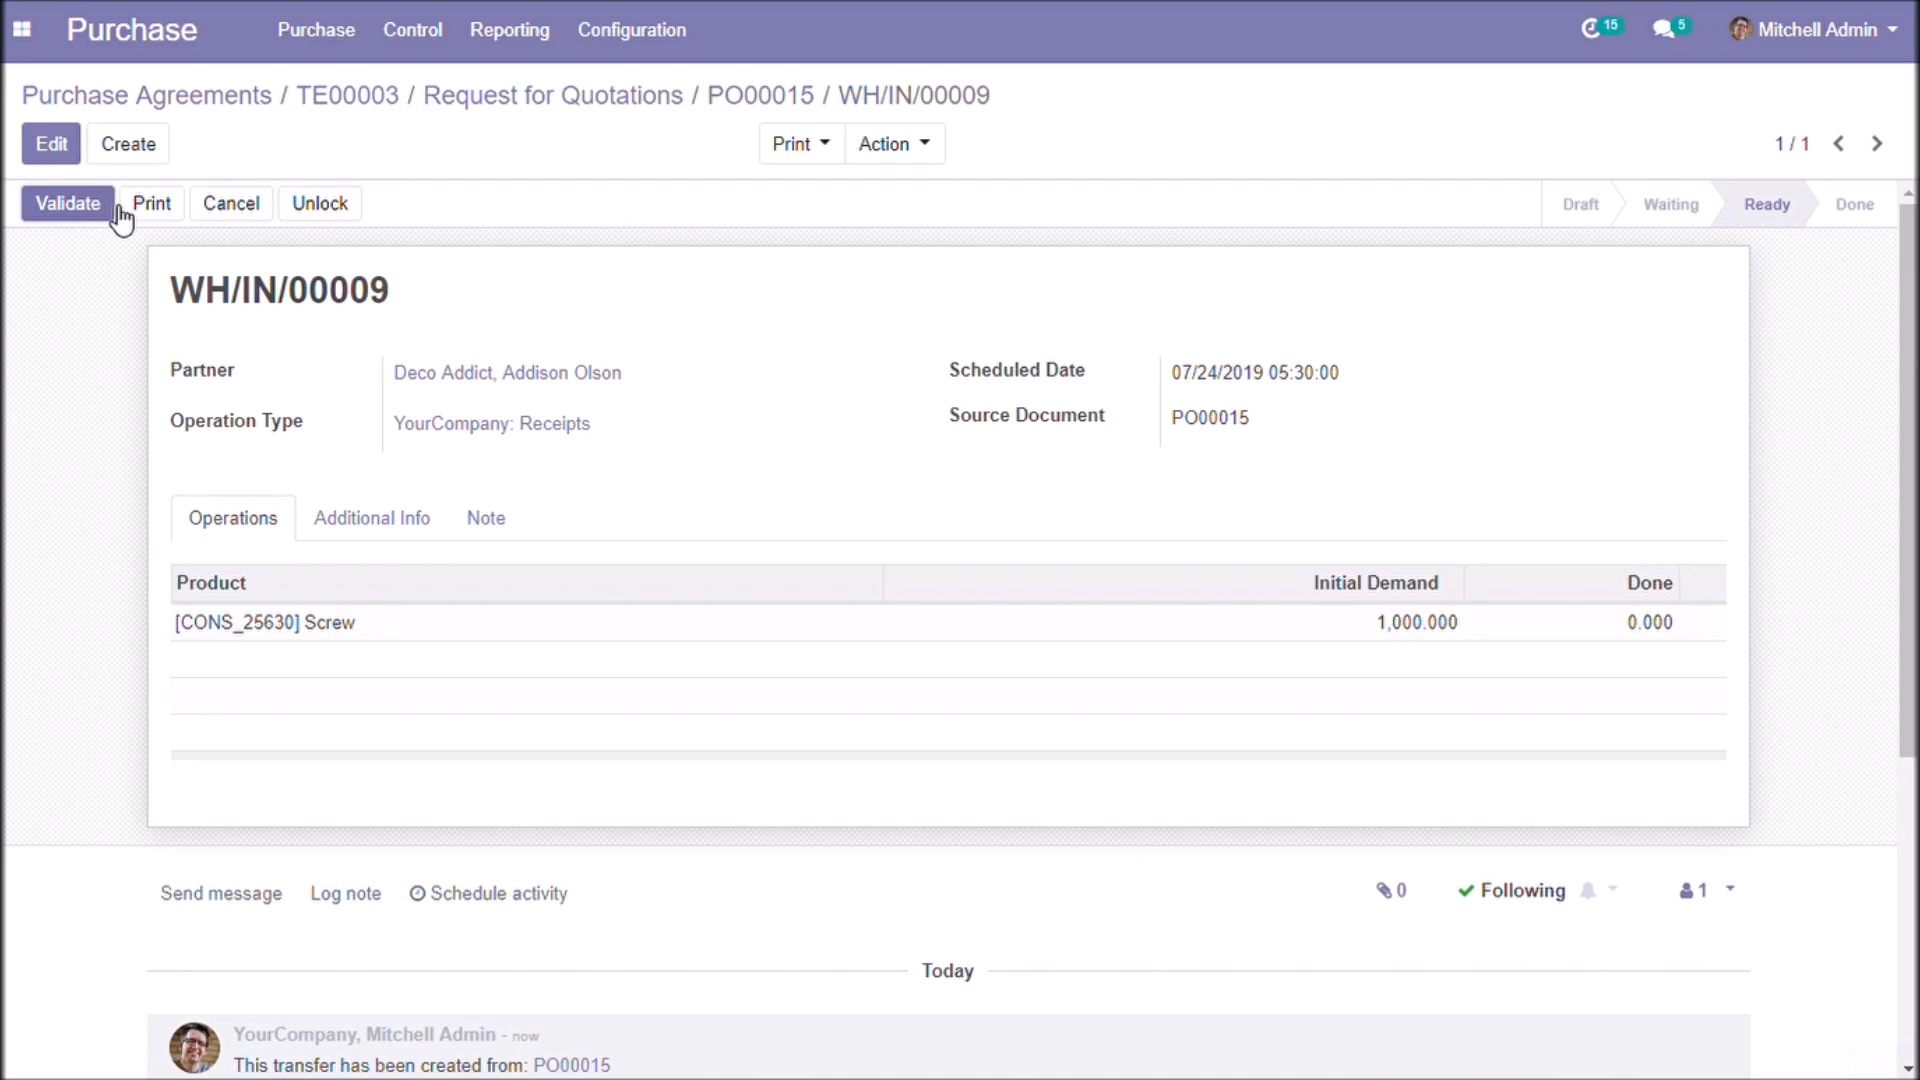 Purchase Purchase Control Reporting Configuration 15 5 Mitchell Admin
Purchase Agreements / TE00003 / Request for Quotations / PO00015 / WH/IN/00009
Edit Create Print Action 1 / 1
Validate Print Cancel Unlock Draft Waiting Ready Done
WH/IN/00009
Partner Deco Addict, Addison Olson Scheduled Date 07/24/2019 05:30:00
Operation Type YourCompany: Receipts Source Document PO00015
Operations Additional Info Note
Product Initial Demand Done
[CONS_25630] Screw 1,000.000 0.000
Send message Log note Schedule activity 0 Following 1
Today
YourCompany, Mitchell Admin - now
This transfer has been created from: PO00015